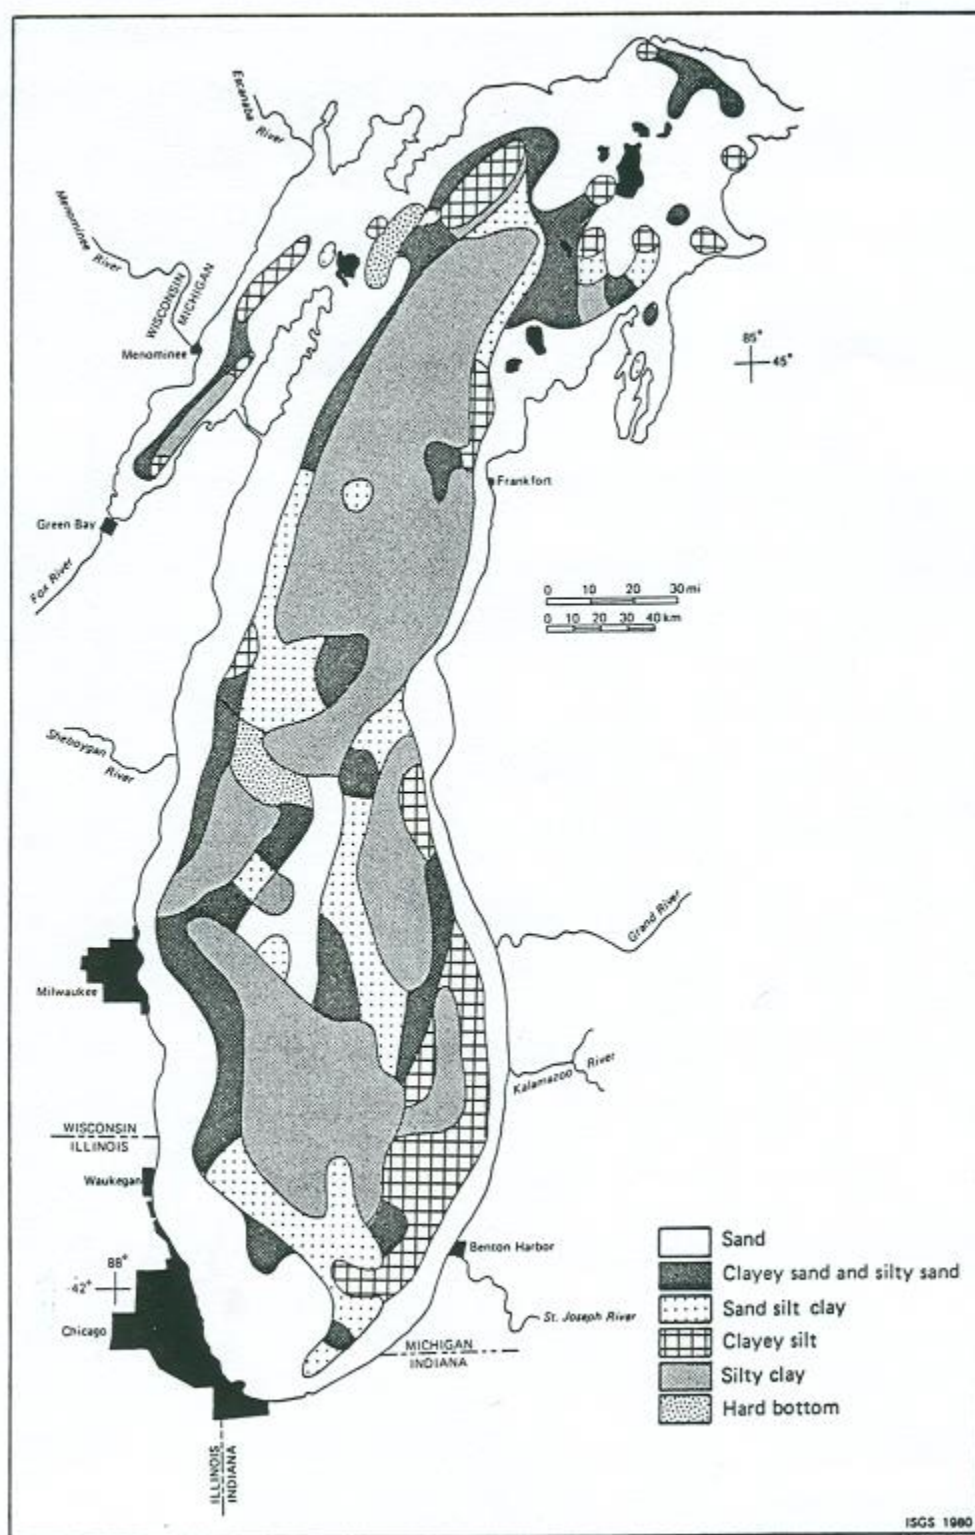 Escanaba
River
Menominee
River
WISCONSIN
MICHIGAN
Menominee
85°
45°
Frankfort
Green Bay
Fox River
0 10 20 30 mi
0 10 20 30 40 km
Sheboygan
River
Grand River
Milwaukee
Kalamazoo River
WISCONSIN
ILLINOIS
Waukegan
88°
42°
Chicago
Benton Harbor
St. Joseph River
MICHIGAN
INDIANA
ILLINOIS
INDIANA
Sand
Clayey sand and silty sand
Sand silt clay
Clayey silt
Silty clay
Hard bottom
ISGS 1980